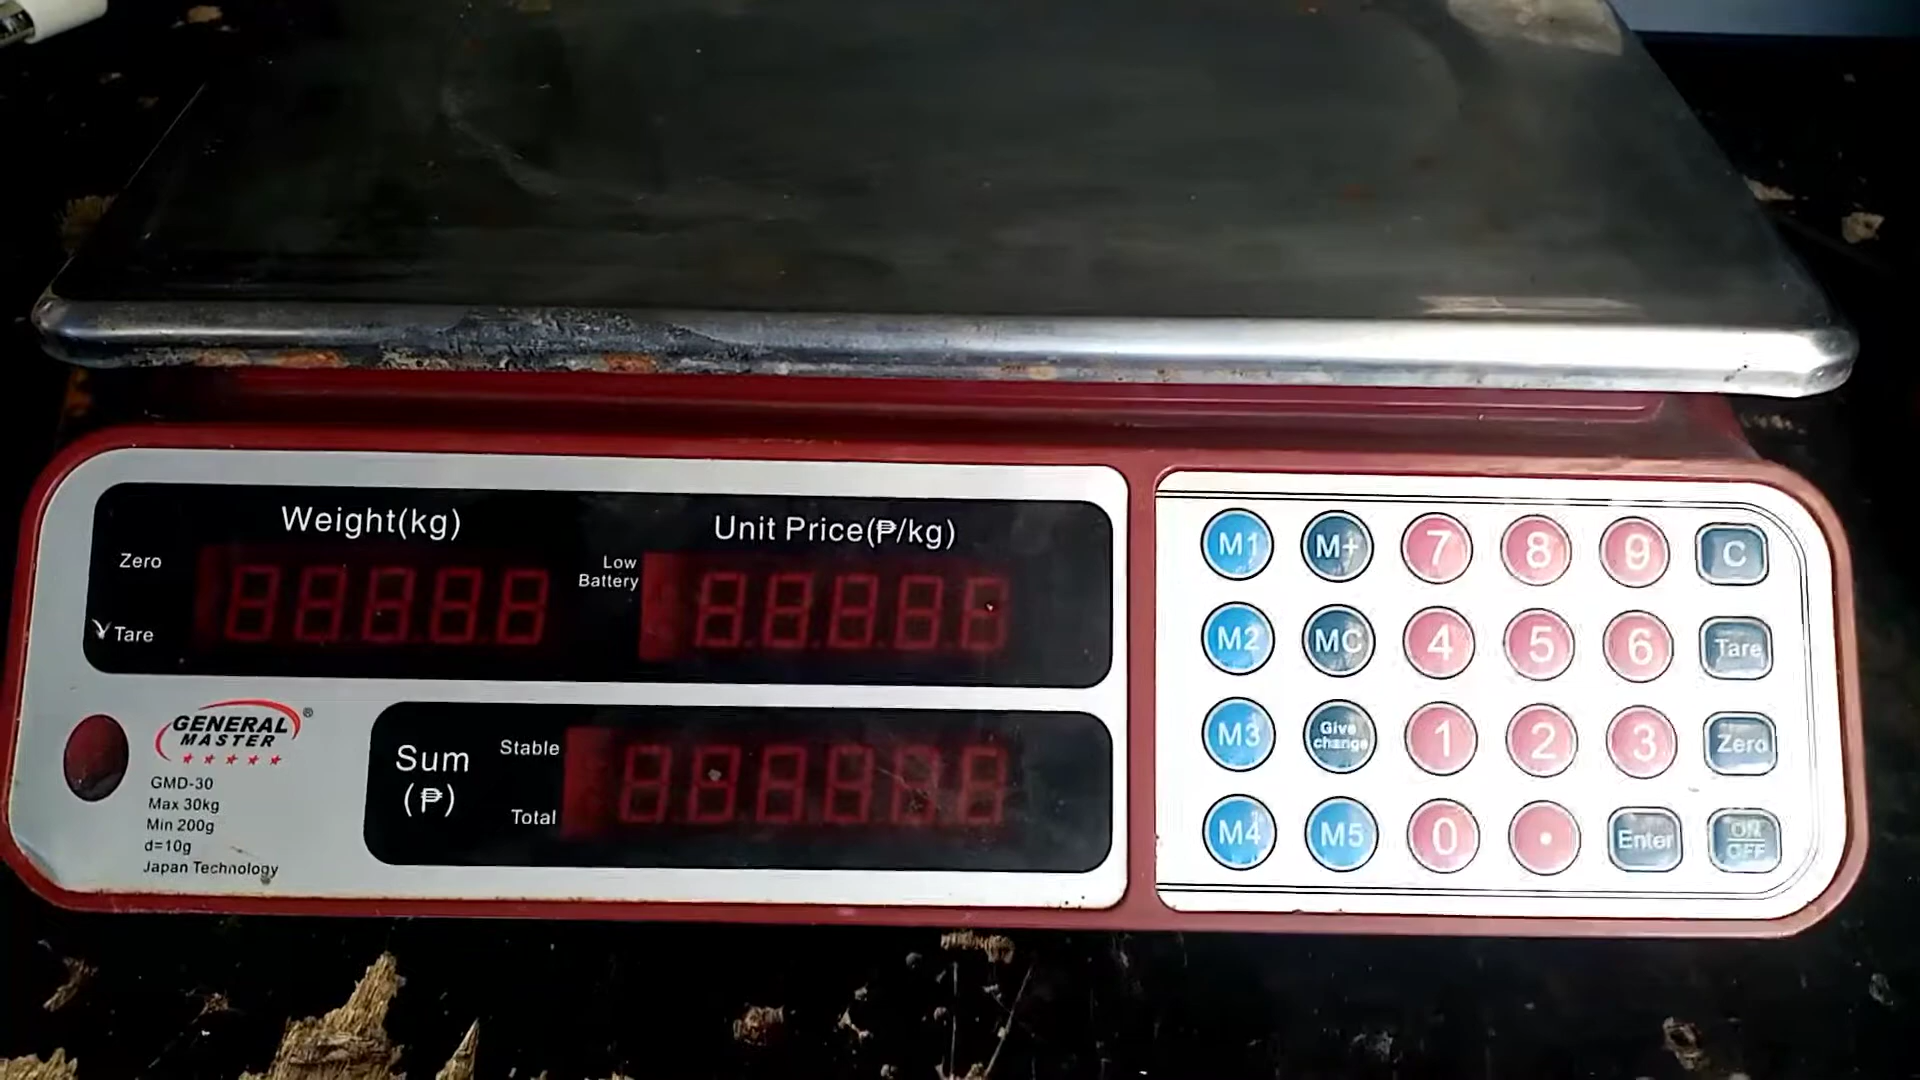 Weight(kg)
Unit Price(₱/kg)
Zero
Low
Battery
Tare
GENERAL ®
MASTER
GMD-30
Max 30kg
Min 200g
d=10g
Japan Technology
Sum
(₱)
Stable
Total
M1 M+ 7 8 9 C
M2 MC 4 5 6 Tare
M3 Give change 1 2 3 Zero
M4 M5 0 . Enter ON OFF